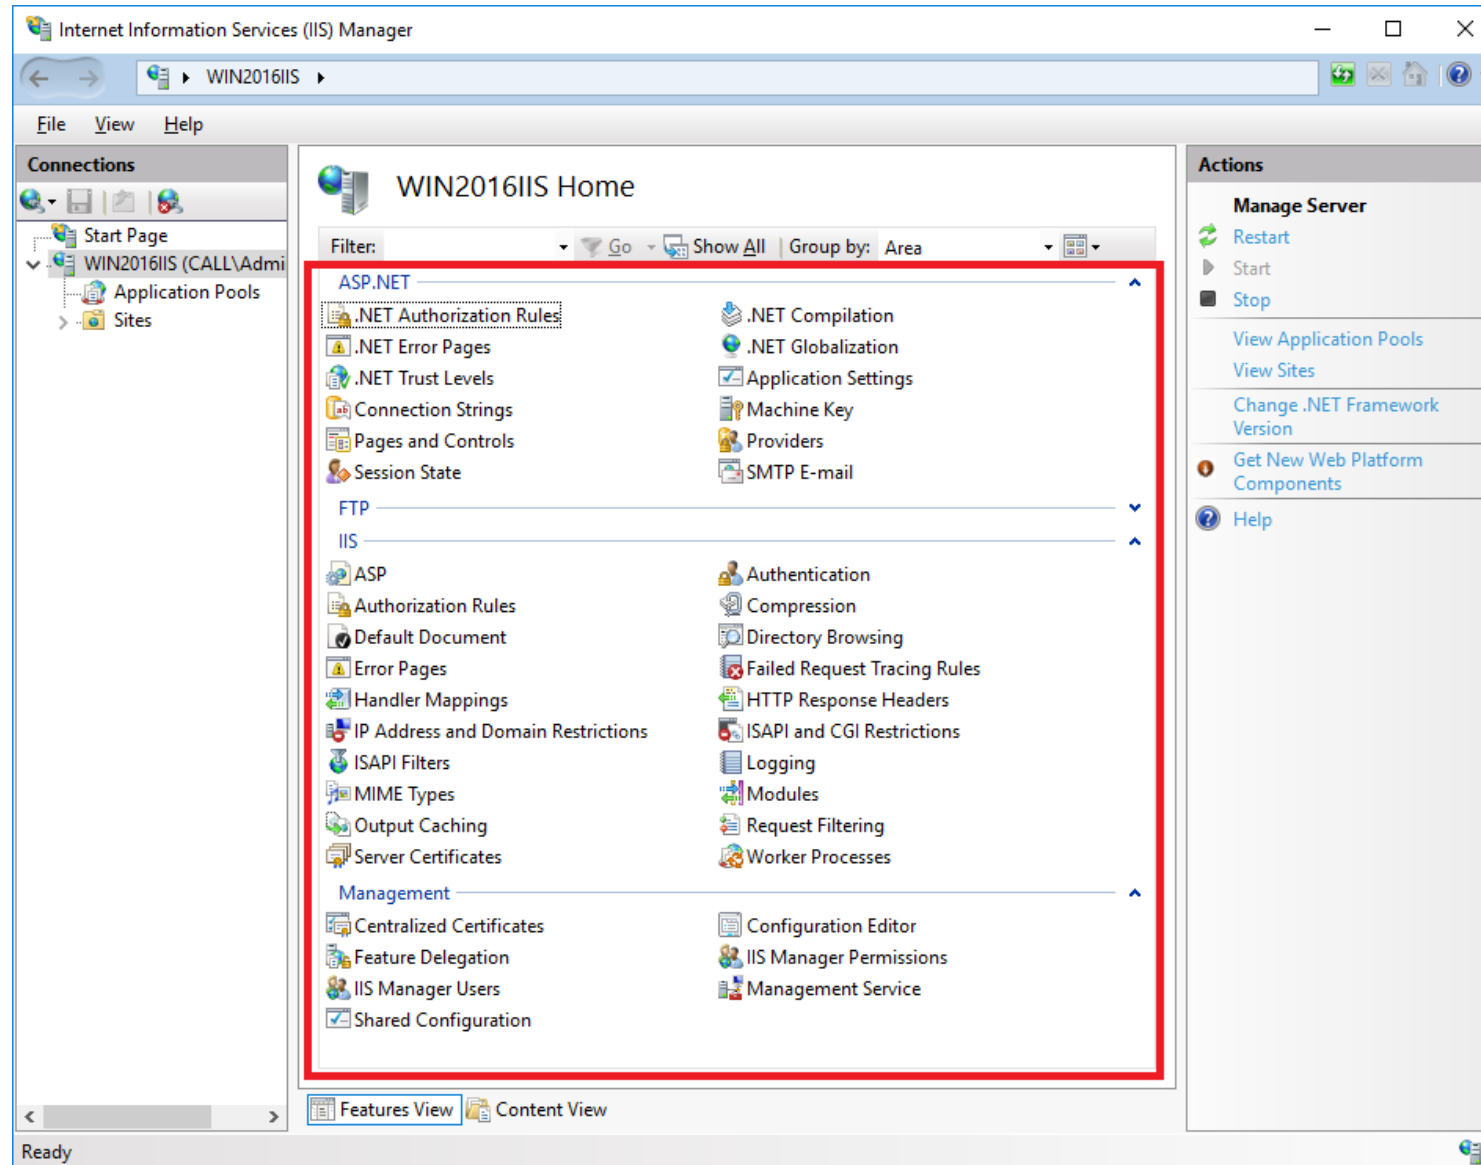 Internet Information Services (IIS) Manager
WIN2016IIS
File View Help
Connections
Start Page
WIN2016IIS (CALL\Admi
Application Pools
Sites
WIN2016IIS Home
Filter: Go Show All Group by: Area
ASP.NET
.NET Authorization Rules .NET Compilation
.NET Error Pages .NET Globalization
.NET Trust Levels Application Settings
Connection Strings Machine Key
Pages and Controls Providers
Session State SMTP E-mail
FTP
IIS
ASP Authentication
Authorization Rules Compression
Default Document Directory Browsing
Error Pages Failed Request Tracing Rules
Handler Mappings HTTP Response Headers
IP Address and Domain Restrictions ISAPI and CGI Restrictions
ISAPI Filters Logging
MIME Types Modules
Output Caching Request Filtering
Server Certificates Worker Processes
Management
Centralized Certificates Configuration Editor
Feature Delegation IIS Manager Permissions
IIS Manager Users Management Service
Shared Configuration
Features View Content View
Actions
Manage Server
Restart
Start
Stop
View Application Pools
View Sites
Change .NET Framework
Version
Get New Web Platform
Components
Help
Ready